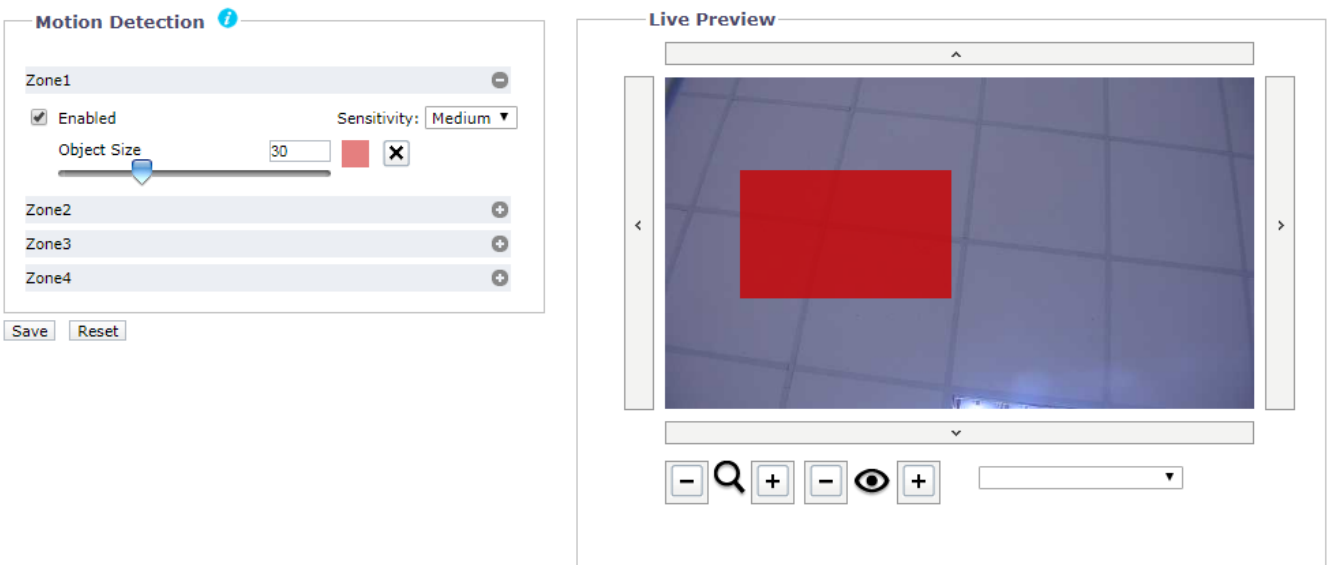 Motion Detection
Zone1
Enabled
Sensitivity: Medium
Object Size 30
Zone2
Zone3
Zone4
Save Reset
Live Preview